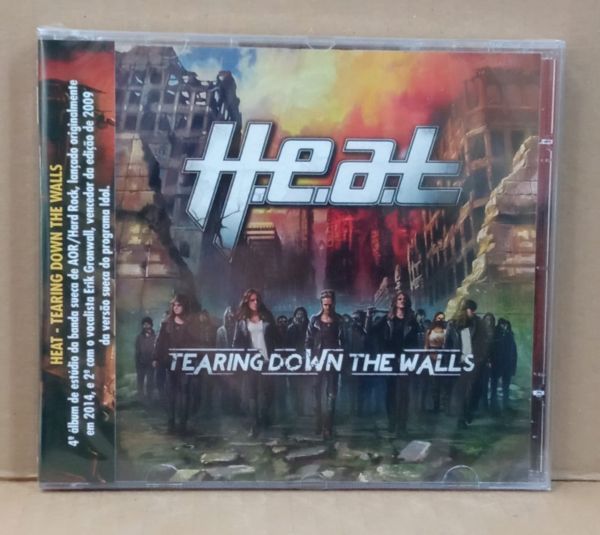 HEAT - TEARING DOWN THE WALLS
4º álbum de estúdio da banda sueca de AOR/Hard Rock, lançado originalmente
em 2014, e 2º com o vocalista Erik Gronwall, vencedor da edição de 2009
da versão sueca do programa Idol.
H.e.a.t
TEARING DOWN THE WALLS